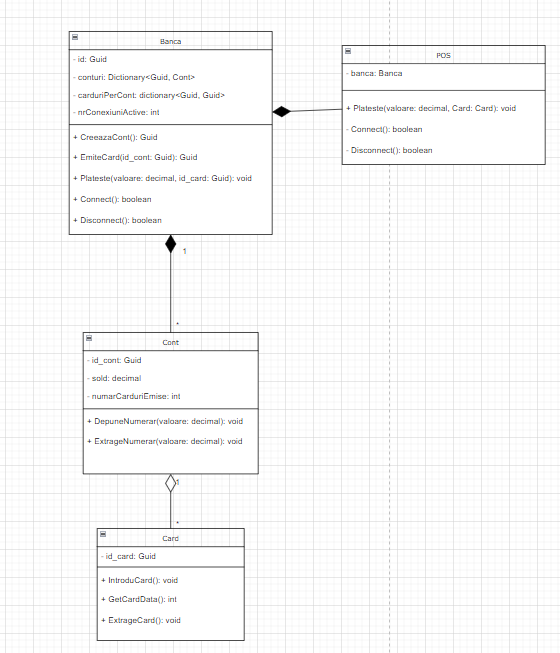 Banca
- id: Guid
- conturi: Dictionary<Guid, Cont>
- carduriPerCont: dictionary<Guid, Guid>
- nrConexiuniActive: int
+ CreeazaCont(): Guid
+ EmiteCard(id_cont: Guid): Guid
+ Plateste(valoare: decimal, id_card: Guid): void
+ Connect(): boolean
+ Disconnect(): boolean
POS
- banca: Banca
+ Plateste(valoare: decimal, Card: Card): void
- Connect(): boolean
- Disconnect(): boolean
1
*
Cont
- id_cont: Guid
- sold: decimal
- numarCarduriEmise: int
+ DepuneNumerar(valoare: decimal): void
+ ExtrageNumerar(valoare: decimal): void
1
*
Card
- id_card: Guid
+ IntroduCard(): void
+ GetCardData(): int
+ ExtrageCard(): void